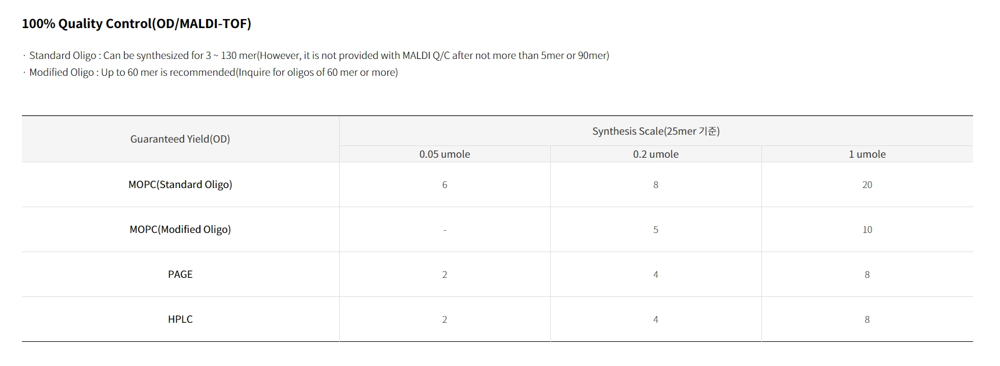 100% Quality Control(OD/MALDI-TOF)
· Standard Oligo : Can be synthesized for 3 ~ 130 mer(However, it is not provided with MALDI Q/C after not more than 5mer or 90mer)
· Modified Oligo : Up to 60 mer is recommended(Inquire for oligos of 60 mer or more)
Guaranteed Yield(OD)
Synthesis Scale(25mer 기준)
0.05 umole 0.2 umole 1 umole
MOPC(Standard Oligo) 6 8 20
MOPC(Modified Oligo) - 5 10
PAGE 2 4 8
HPLC 2 4 8